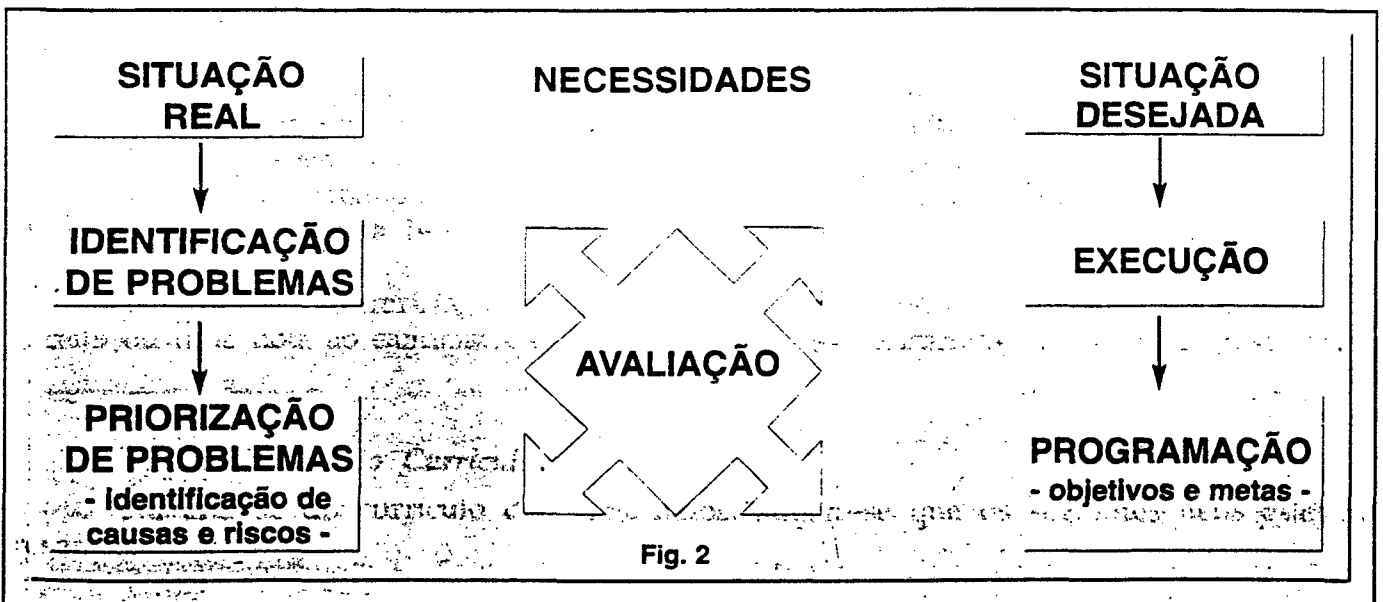 SITUAÇÃO
REAL
NECESSIDADES
SITUAÇÃO
DESEJADA
IDENTIFICAÇÃO
DE PROBLEMAS
EXECUÇÃO
AVALIAÇÃO
PRIORIZAÇÃO
DE PROBLEMAS
- identificação de
causas e riscos -
PROGRAMAÇÃO
- objetivos e metas -
Fig. 2